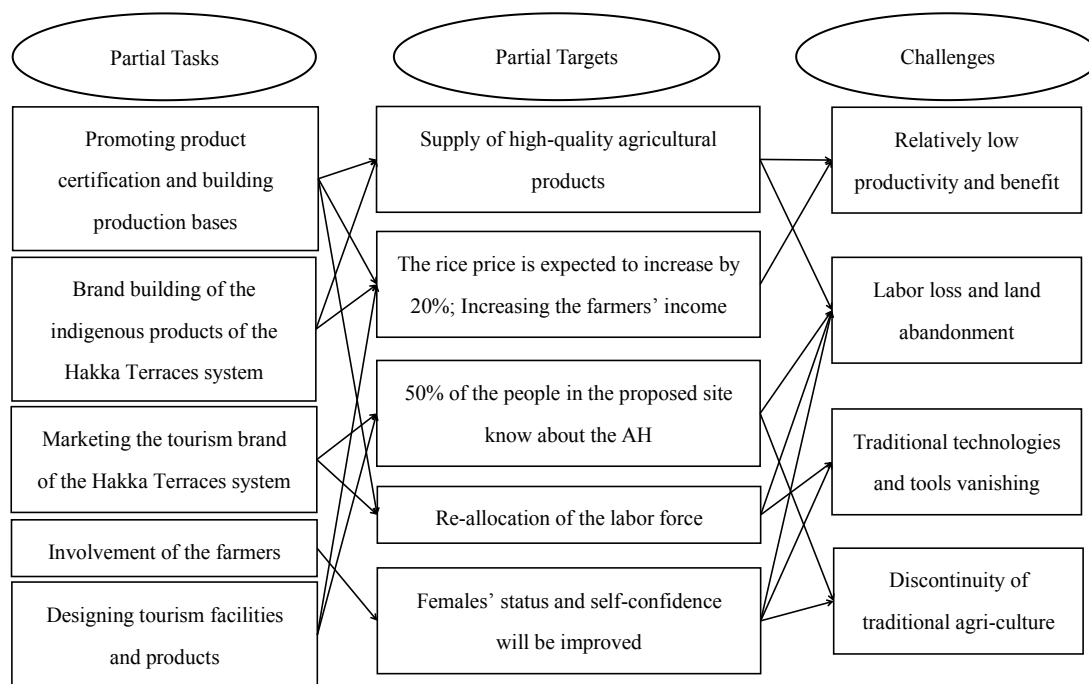 Partial Tasks
Partial Targets
Challenges
Promoting product
certification and building
production bases
Brand building of the
indigenous products of the
Hakka Terraces system
Marketing the tourism brand
of the Hakka Terraces system
Involvement of the farmers
Designing tourism facilities
and products
Supply of high-quality agricultural
products
The rice price is expected to increase by
20%; Increasing the farmers’ income
50% of the people in the proposed site
know about the AH
Re-allocation of the labor force
Females’ status and self-confidence
will be improved
Relatively low
productivity and benefit
Labor loss and land
abandonment
Traditional technologies
and tools vanishing
Discontinuity of
traditional agri-culture